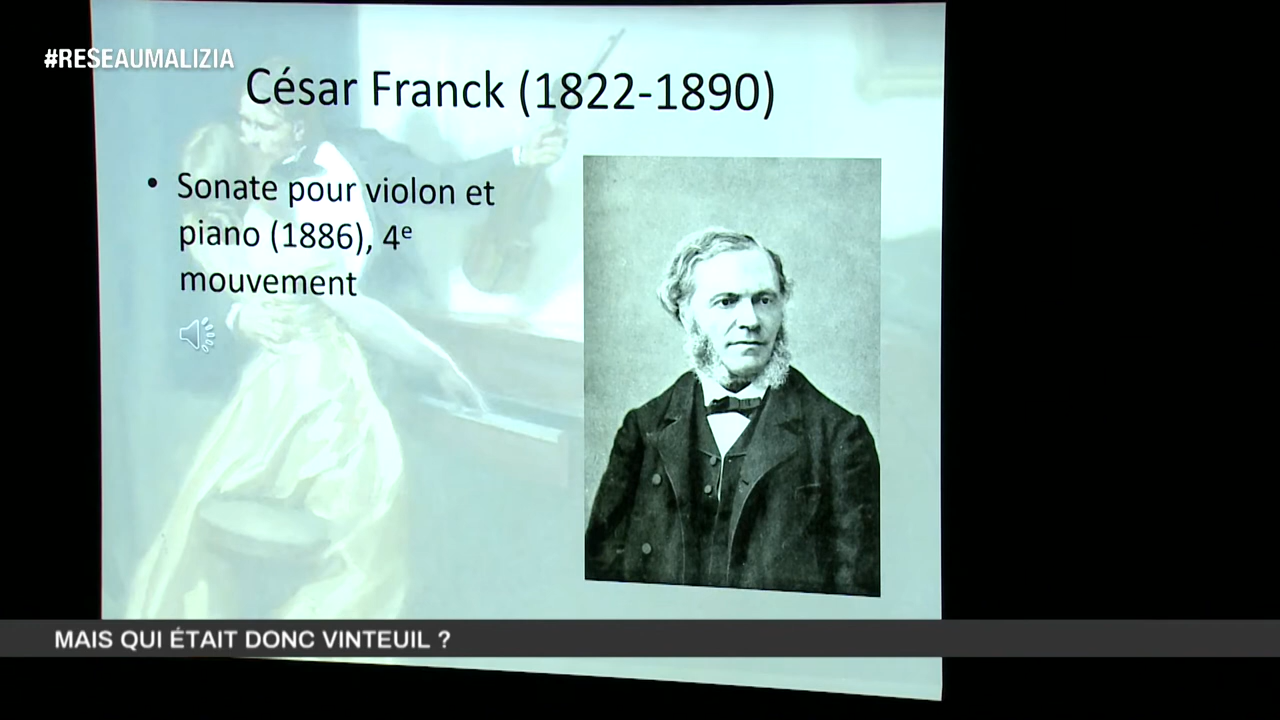 #RESEAUMALIZIA
César Franck (1822-1890)
• Sonate pour violon et
piano (1886), 4e
mouvement
MAIS QUI ÉTAIT DONC VINTEUIL ?